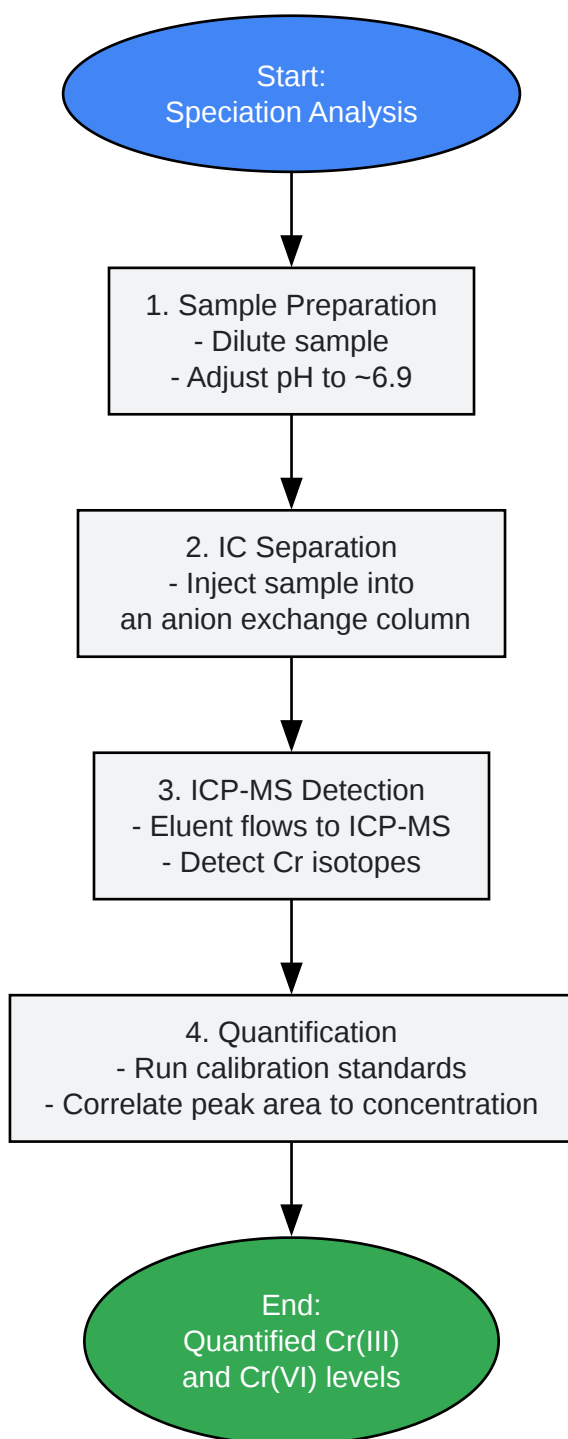 Start:
Speciation Analysis
1. Sample Preparation
- Dilute sample
- Adjust pH to ~6.9
2. IC Separation
- Inject sample into
an anion exchange column
3. ICP-MS Detection
- Eluent flows to ICP-MS
- Detect Cr isotopes
4. Quantification
- Run calibration standards
- Correlate peak area to concentration
End:
Quantified Cr(III)
and Cr(VI) levels